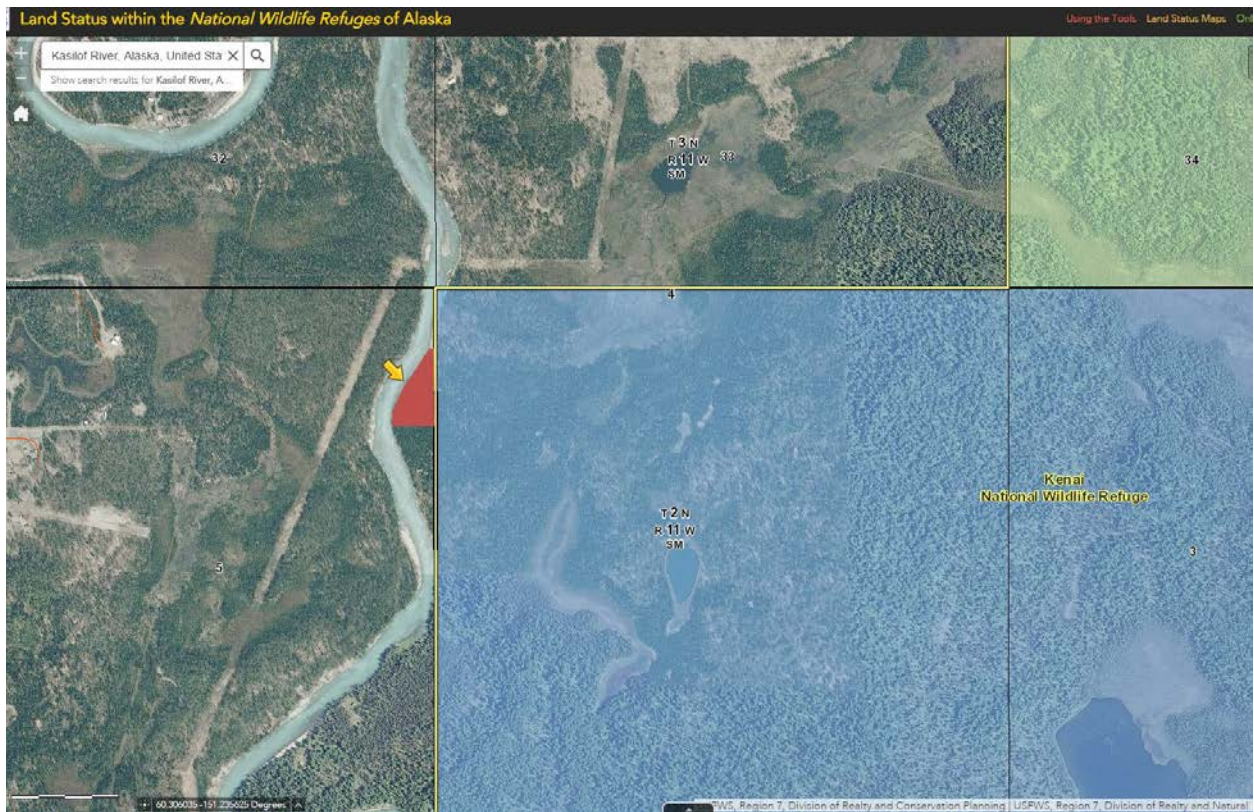 Land Status within the National Wildlife Refuges of Alaska
Using the Tools Land Status Maps
Kasilof River, Alaska, United Sta
Show search results for Kasilof River, A...
32
T 3 N
R 11 W
SM
33
34
4
Kenai
National Wildlife Refuge
T 2 N
R 11 W
SM
5
3
60.306035 -151.235625 Degrees
FWS, Region 7, Division of Realty and Conservation Planning | USFWS, Region 7, Division of Realty and Natural